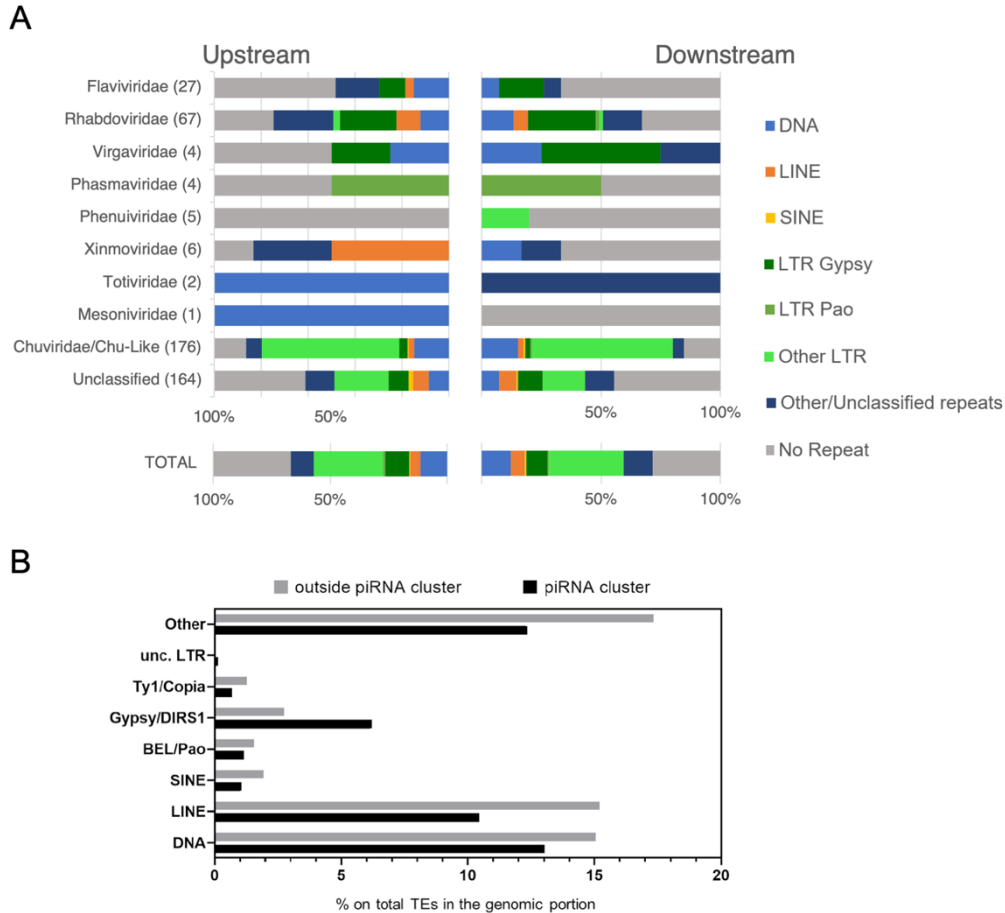 A
Upstream
Downstream
Flaviviridae (27)
Rhabdoviridae (67)
Virgaviridae (4)
Phasmaviridae (4)
Phenuiviridae (5)
Xinmoviridae (6)
Totiviridae (2)
Mesoniviridae (1)
Chuviridae/Chu-Like (176)
Unclassified (164)
100% 50% 50% 100%
TOTAL
100% 50% 50% 100%
DNA
LINE
SINE
LTR Gypsy
LTR Pao
Other LTR
Other/Unclassified repeats
No Repeat
B
outside piRNA cluster piRNA cluster
Other
unc. LTR
Ty1/Copia
Gypsy/DIRS1
BEL/Pao
SINE
LINE
DNA
0 5 10 15 20
% on total TEs in the genomic portion